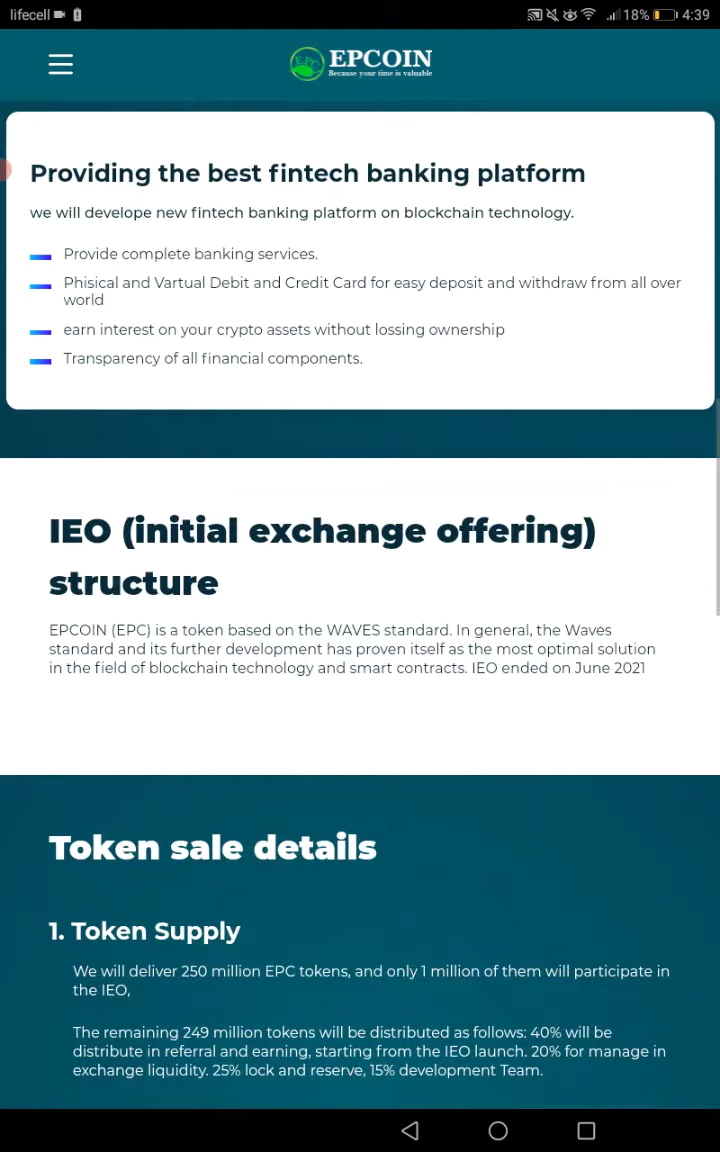 lifecell
18% 4:39
EPC EPCOIN
Because your time is valuable
Providing the best fintech banking platform
we will develope new fintech banking platform on blockchain technology.
Provide complete banking services.
Phisical and Vartual Debit and Credit Card for easy deposit and withdraw from all over
world
earn interest on your crypto assets without lossing ownership
Transparency of all financial components.
IEO (initial exchange offering)
structure
EPCOIN (EPC) is a token based on the WAVES standard. In general, the Waves
standard and its further development has proven itself as the most optimal solution
in the field of blockchain technology and smart contracts. IEO ended on June 2021
Token sale details
1. Token Supply
We will deliver 250 million EPC tokens, and only 1 million of them will participate in
the IEO,
The remaining 249 million tokens will be distributed as follows: 40% will be
distribute in referral and earning, starting from the IEO launch. 20% for manage in
exchange liquidity. 25% lock and reserve, 15% development Team.